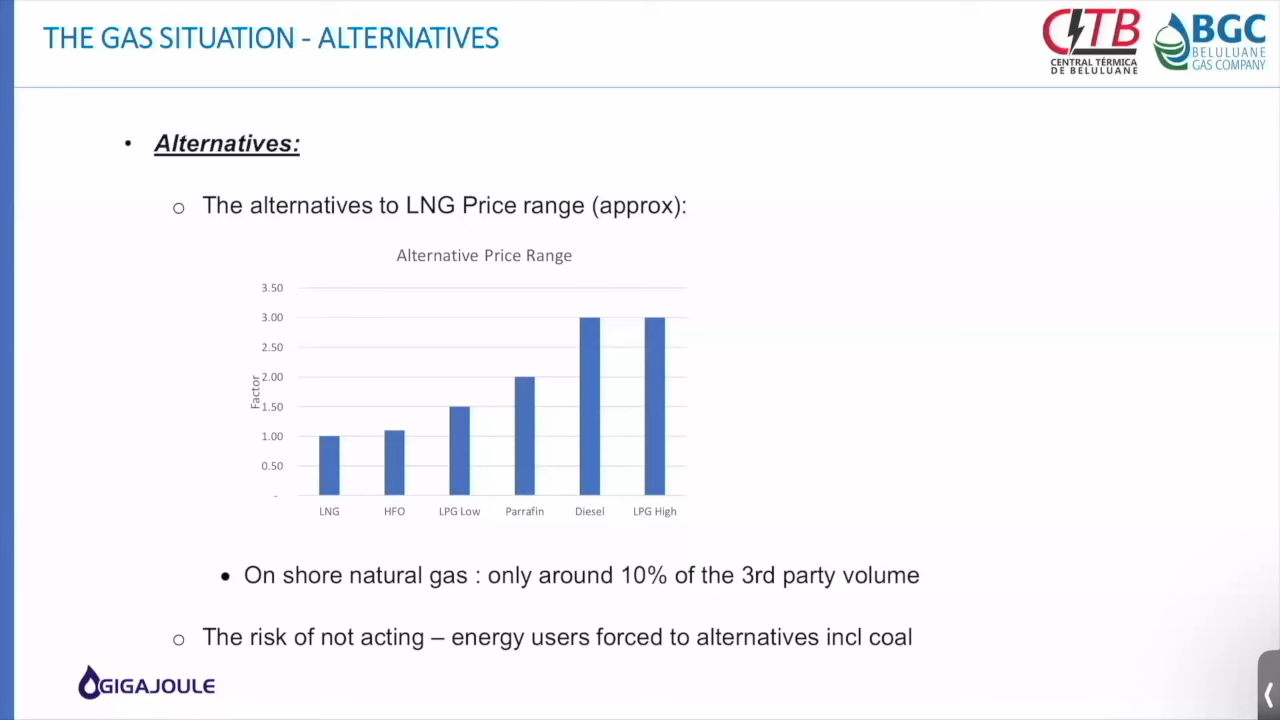 THE GAS SITUATION - ALTERNATIVES
CTB
CENTRAL TÉRMICA
DE BELULUANE
BGC
BELULUANE
GAS COMPANY
• Alternatives:
o The alternatives to LNG Price range (approx):
Alternative Price Range
Factor
3.50
3.00
2.50
2.00
1.50
1.00
0.50
-
LNG HFO LPG Low Parrafin Diesel LPG High
• On shore natural gas : only around 10% of the 3rd party volume
o The risk of not acting – energy users forced to alternatives incl coal
GIGAJOULE